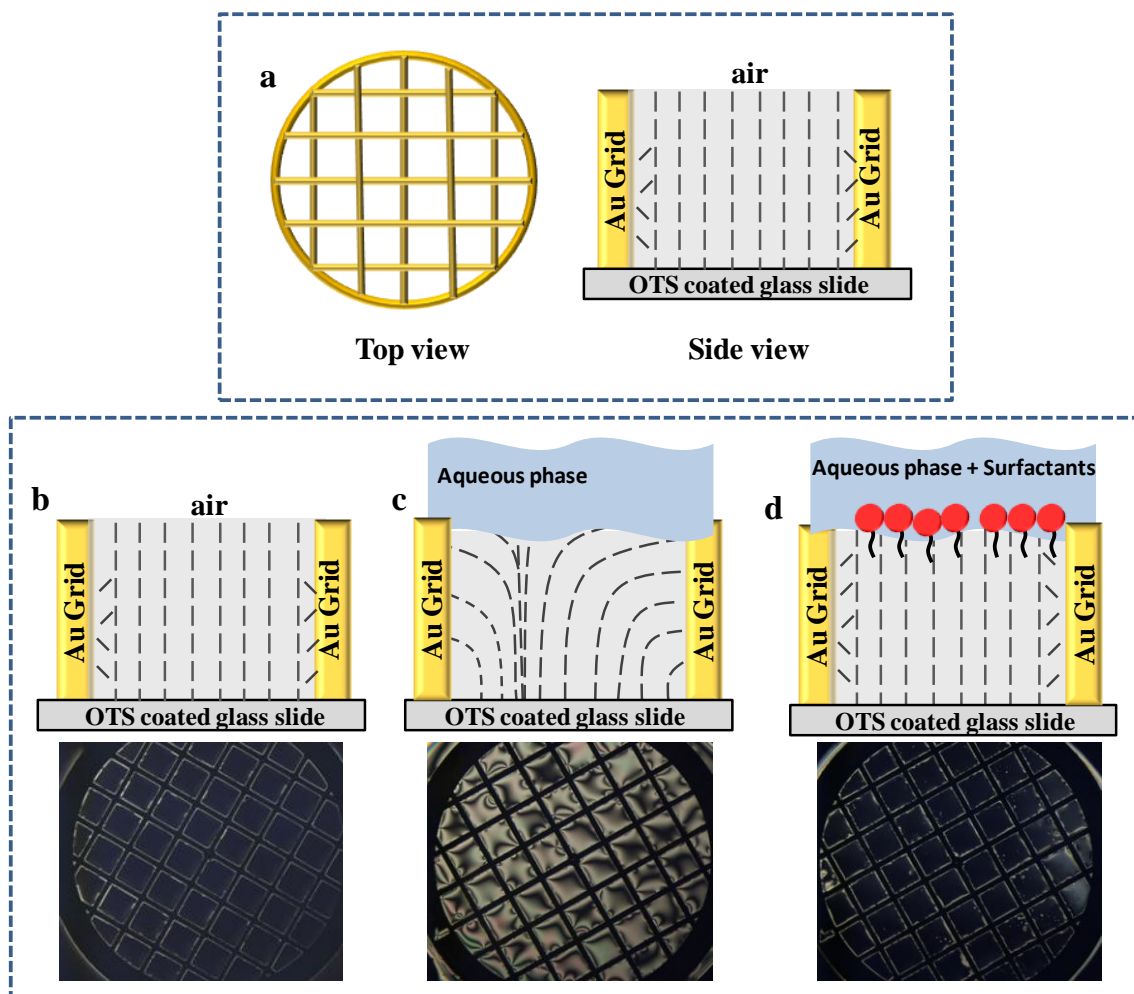 a
air
Au Grid
Au Grid
OTS coated glass slide
Top view
Side view
b
air
Au Grid
Au Grid
OTS coated glass slide
c
Aqueous phase
Au Grid
Au Grid
OTS coated glass slide
d
Aqueous phase + Surfactants
Au Grid
Au Grid
OTS coated glass slide